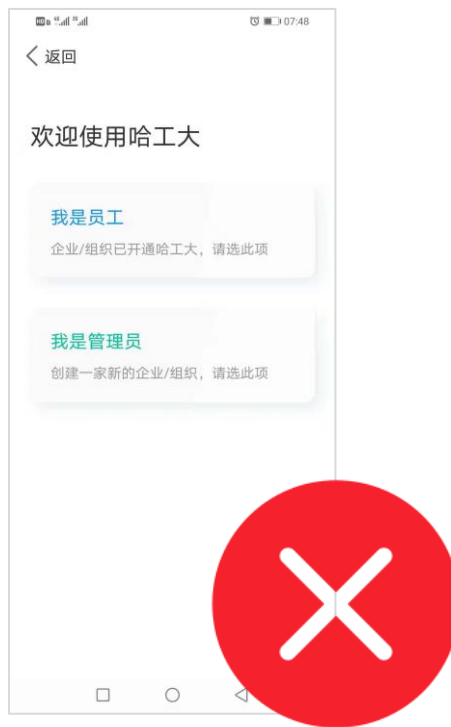 07:48
返回
欢迎使用哈工大
我是员工
企业/组织已开通哈工大，请选此项
我是管理员
创建一家新的企业/组织，请选此项